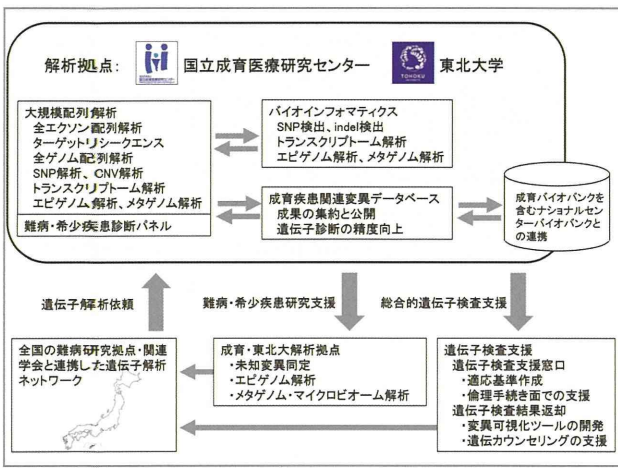 解析拠点:
国立成育医療研究センター
TOHOKU
東北大学
大規模配列解析
全エクソン配列解析
ターゲットリシークエンス
全ゲノム配列解析
SNP解析、CNV解析
トランスクリプトーム解析
エピゲノム解析、メタゲノム解析
難病・希少疾患診断パネル
バイオインフォマティクス
SNP検出、indel検出
トランスクリプトーム解析
エピゲノム解析、メタゲノム解析
成育疾患関連変異データベース
成果の集約と公開
遺伝子診断の精度向上
成育バイオバンクを
含むナショナルセン
ターバイオバンクと
の連携
遺伝子解析依頼
難病・希少疾患研究支援
総合的遺伝子検査支援
全国の難病研究拠点・関連
学会と連携した遺伝子解析
ネットワーク
成育・東北大解析拠点
・未知変異同定
・エピゲノム解析
・メタゲノム・マイクロビオーム解析
遺伝子検査支援
遺伝子検査支援窓口
・適応基準作成
・倫理手続き面での支援
遺伝子検査結果返却
・変異可視化ツールの開発
・遺伝カウンセリングの支援